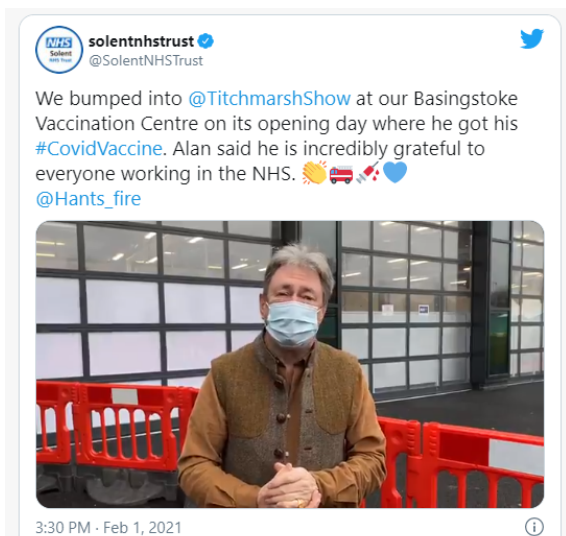 NHS
Solent
NHS Trust
solentnhstrust
@SolentNHSTrust
We bumped into @TitchmarshShow at our Basingstoke
Vaccination Centre on its opening day where he got his
#CovidVaccine. Alan said he is incredibly grateful to
everyone working in the NHS. 👏🚒💉💙
@Hants_fire
3:30 PM · Feb 1, 2021